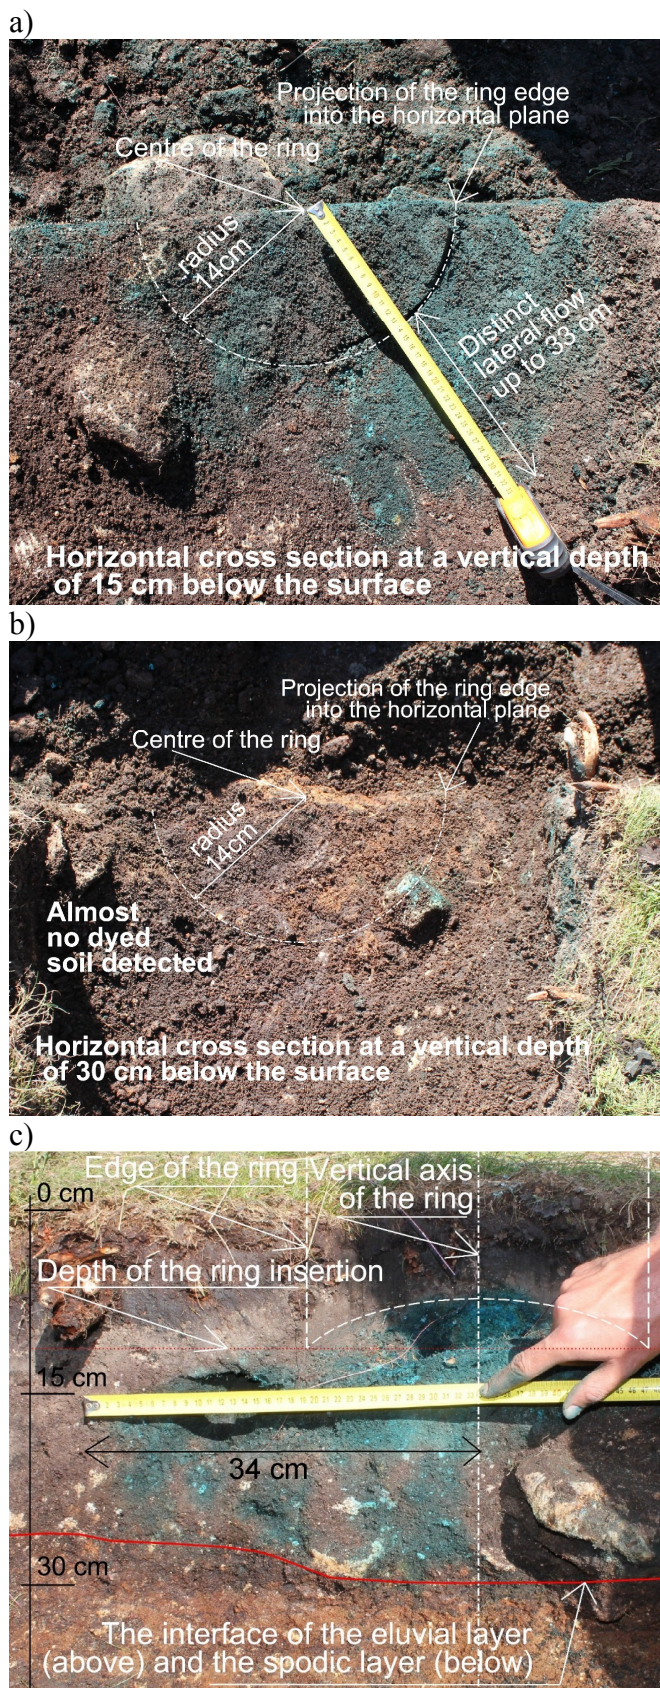 a)
Projection of the ring edge
into the horizontal plane
Centre of the ring
radius
14cm
Distinct
lateral flow
up to 33 cm
Horizontal cross section at a vertical depth
of 15 cm below the surface
b)
Projection of the ring edge
into the horizontal plane
Centre of the ring
radius
14cm
Almost
no dyed
soil detected
Horizontal cross section at a vertical depth
of 30 cm below the surface
c)
0 cm
Edge of the ring
Vertical axis
of the ring
Depth of the ring insertion
15 cm
34 cm
30 cm
The interface of the eluvial layer
(above) and the spodic layer (below)